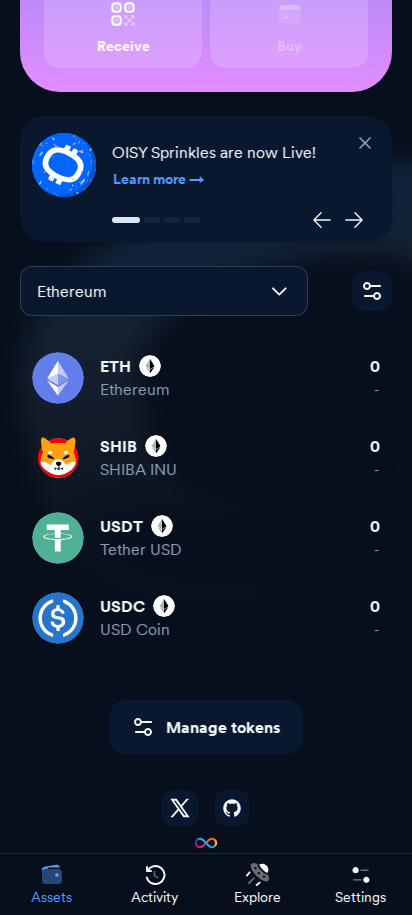 Receive
Buy
OISY Sprinkles are now Live!
Learn more →
Ethereum
ETH
0
Ethereum
-
SHIB
0
SHIBA INU
-
USDT
0
Tether USD
-
USDC
0
USD Coin
-
Manage tokens
Assets
Activity
Explore
Settings